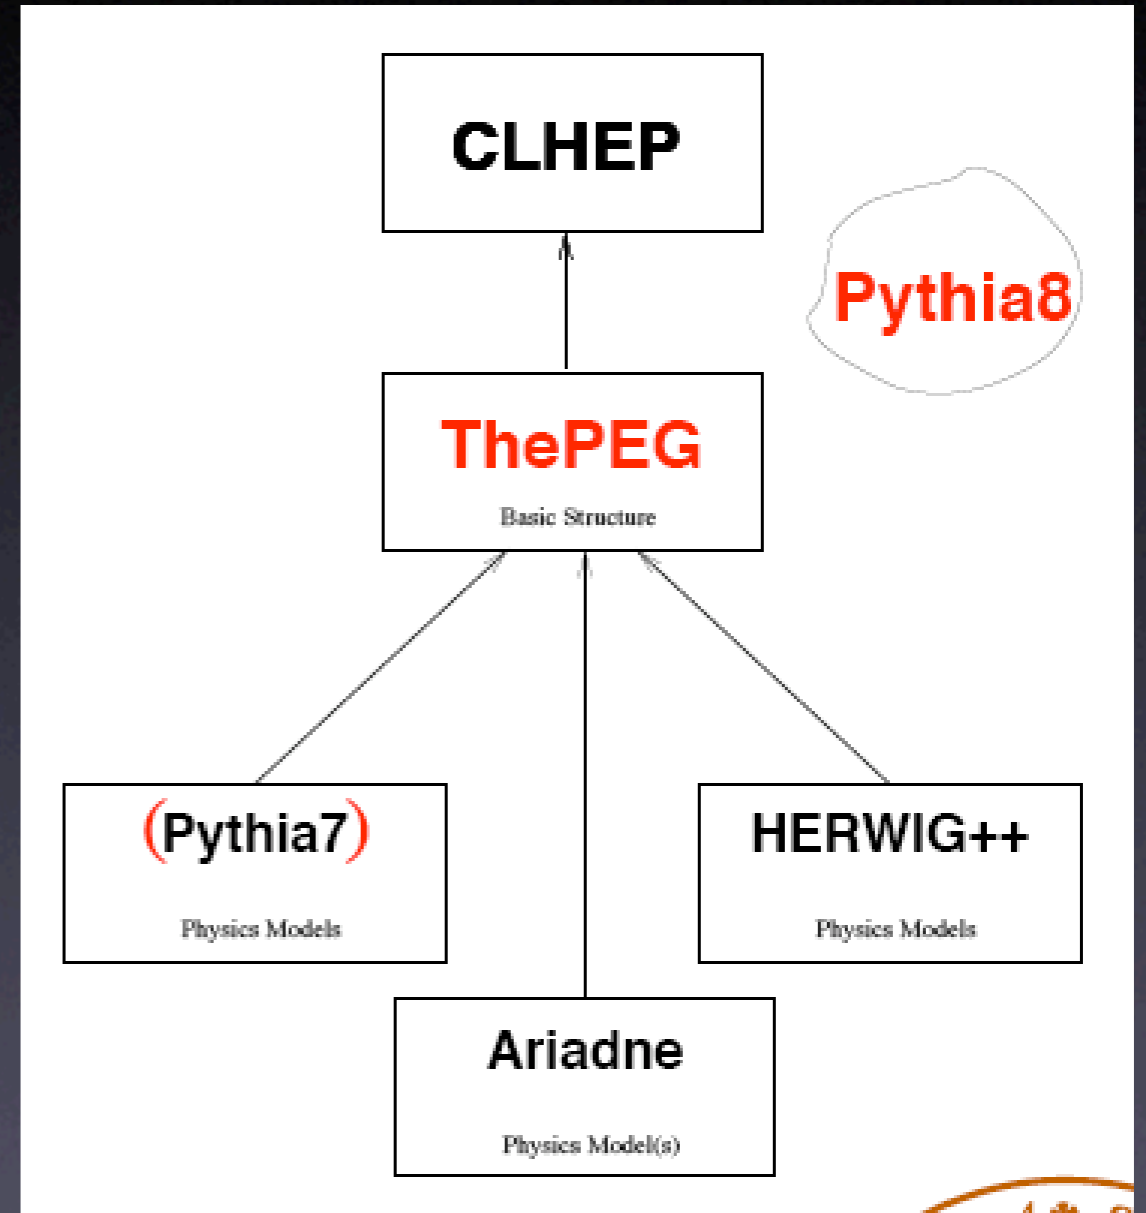 CLHEP
Pythia8
ThePEG
Basic Structure
(Pythia7)
Physics Models
HERWIG++
Physics Models
Ariadne
Physics Model(s)